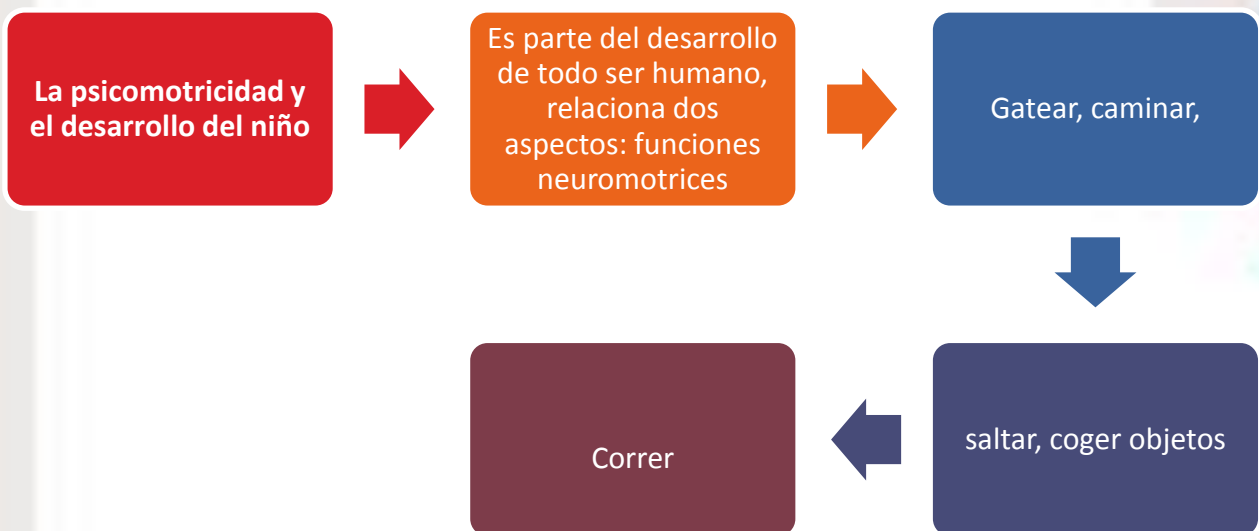 La psicomotricidad y
el desarrollo del niño
Es parte del desarrollo
de todo ser humano,
relaciona dos
aspectos: funciones
neuromotrices
Gatear, caminar,
saltar, coger objetos
Correr